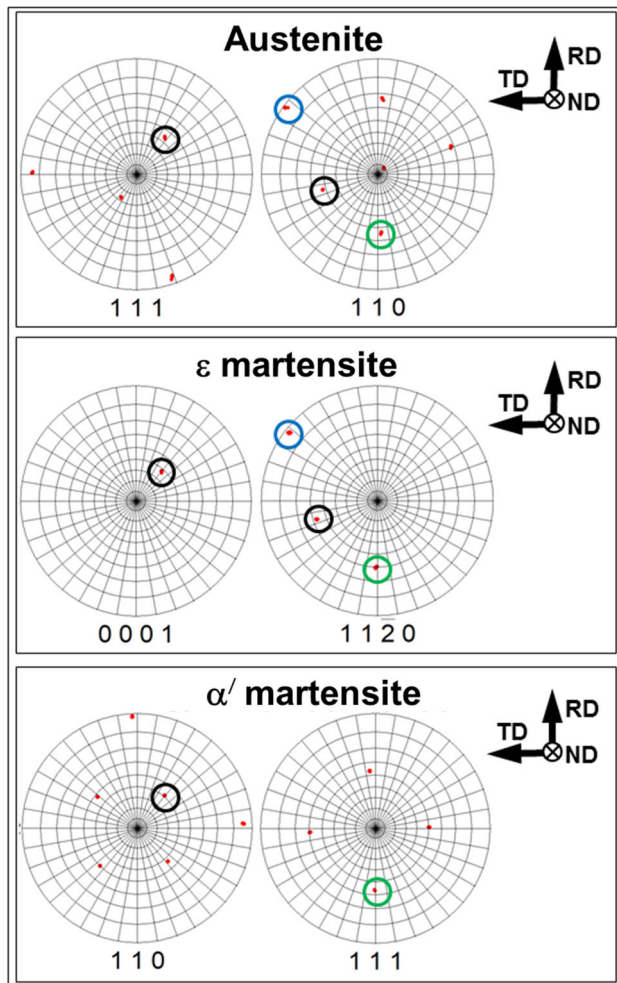 Austenite
RD
TD
ND
1 1 1
1 1 0
ε martensite
RD
TD
ND
0 0 0 1
1 1 2̅ 0
α′ martensite
RD
TD
ND
1 1 0
1 1 1